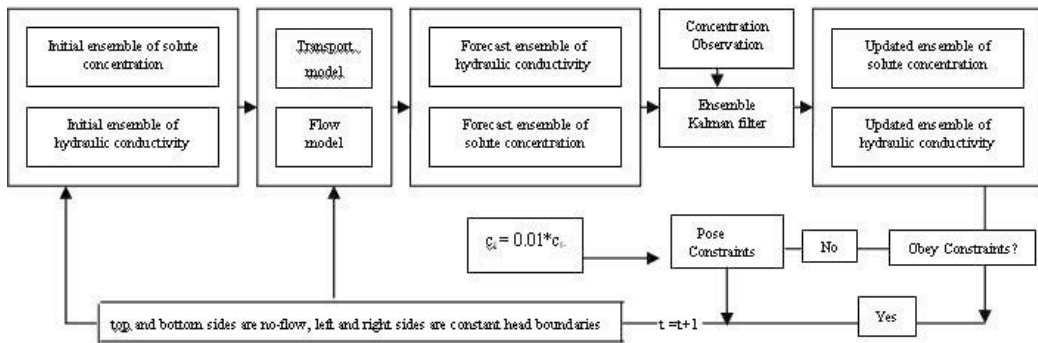 Initial ensemble of solute
concentration
Initial ensemble of
hydraulic conductivity
Transport
model
Flow
model
Forecast ensemble
of hydraulic
conductivity
Forecast ensemble
of solute
concentration
Concentration
Observation
Ensemble
Kalman filter
Updated ensemble
of solute
concentration
Updated ensemble
of hydraulic
conductivity
= 0.01*
Pose
Constraints
No
Obey Constraints?
top and bottom sides are no-flow, left and right sides are constant head boundaries
t =t+1
Yes